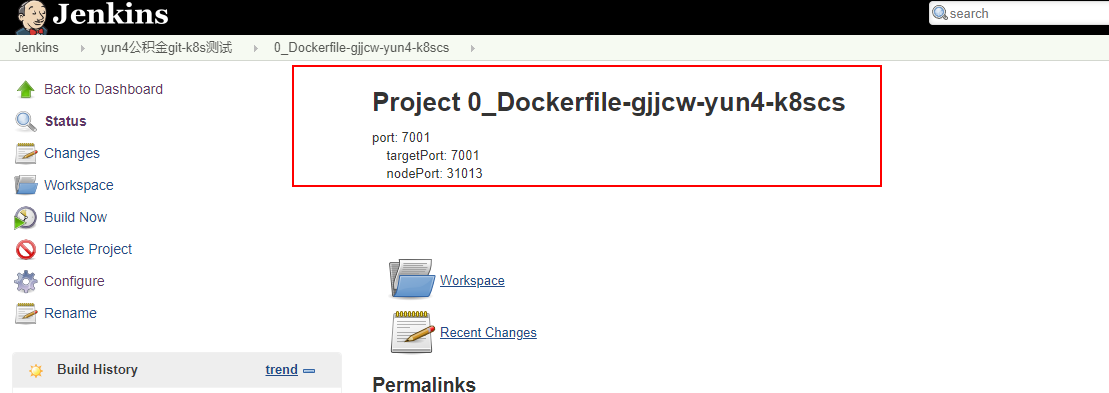 Jenkins
search
Jenkins
yun4公积金git-k8s测试
0_Dockerfile-gjjcw-yun4-k8scs
Back to Dashboard
Status
Changes
Workspace
Build Now
Delete Project
Configure
Rename
Build History
trend
Project 0_Dockerfile-gjjcw-yun4-k8scs
port: 7001
targetPort: 7001
nodePort: 31013
Workspace
Recent Changes
Permalinks